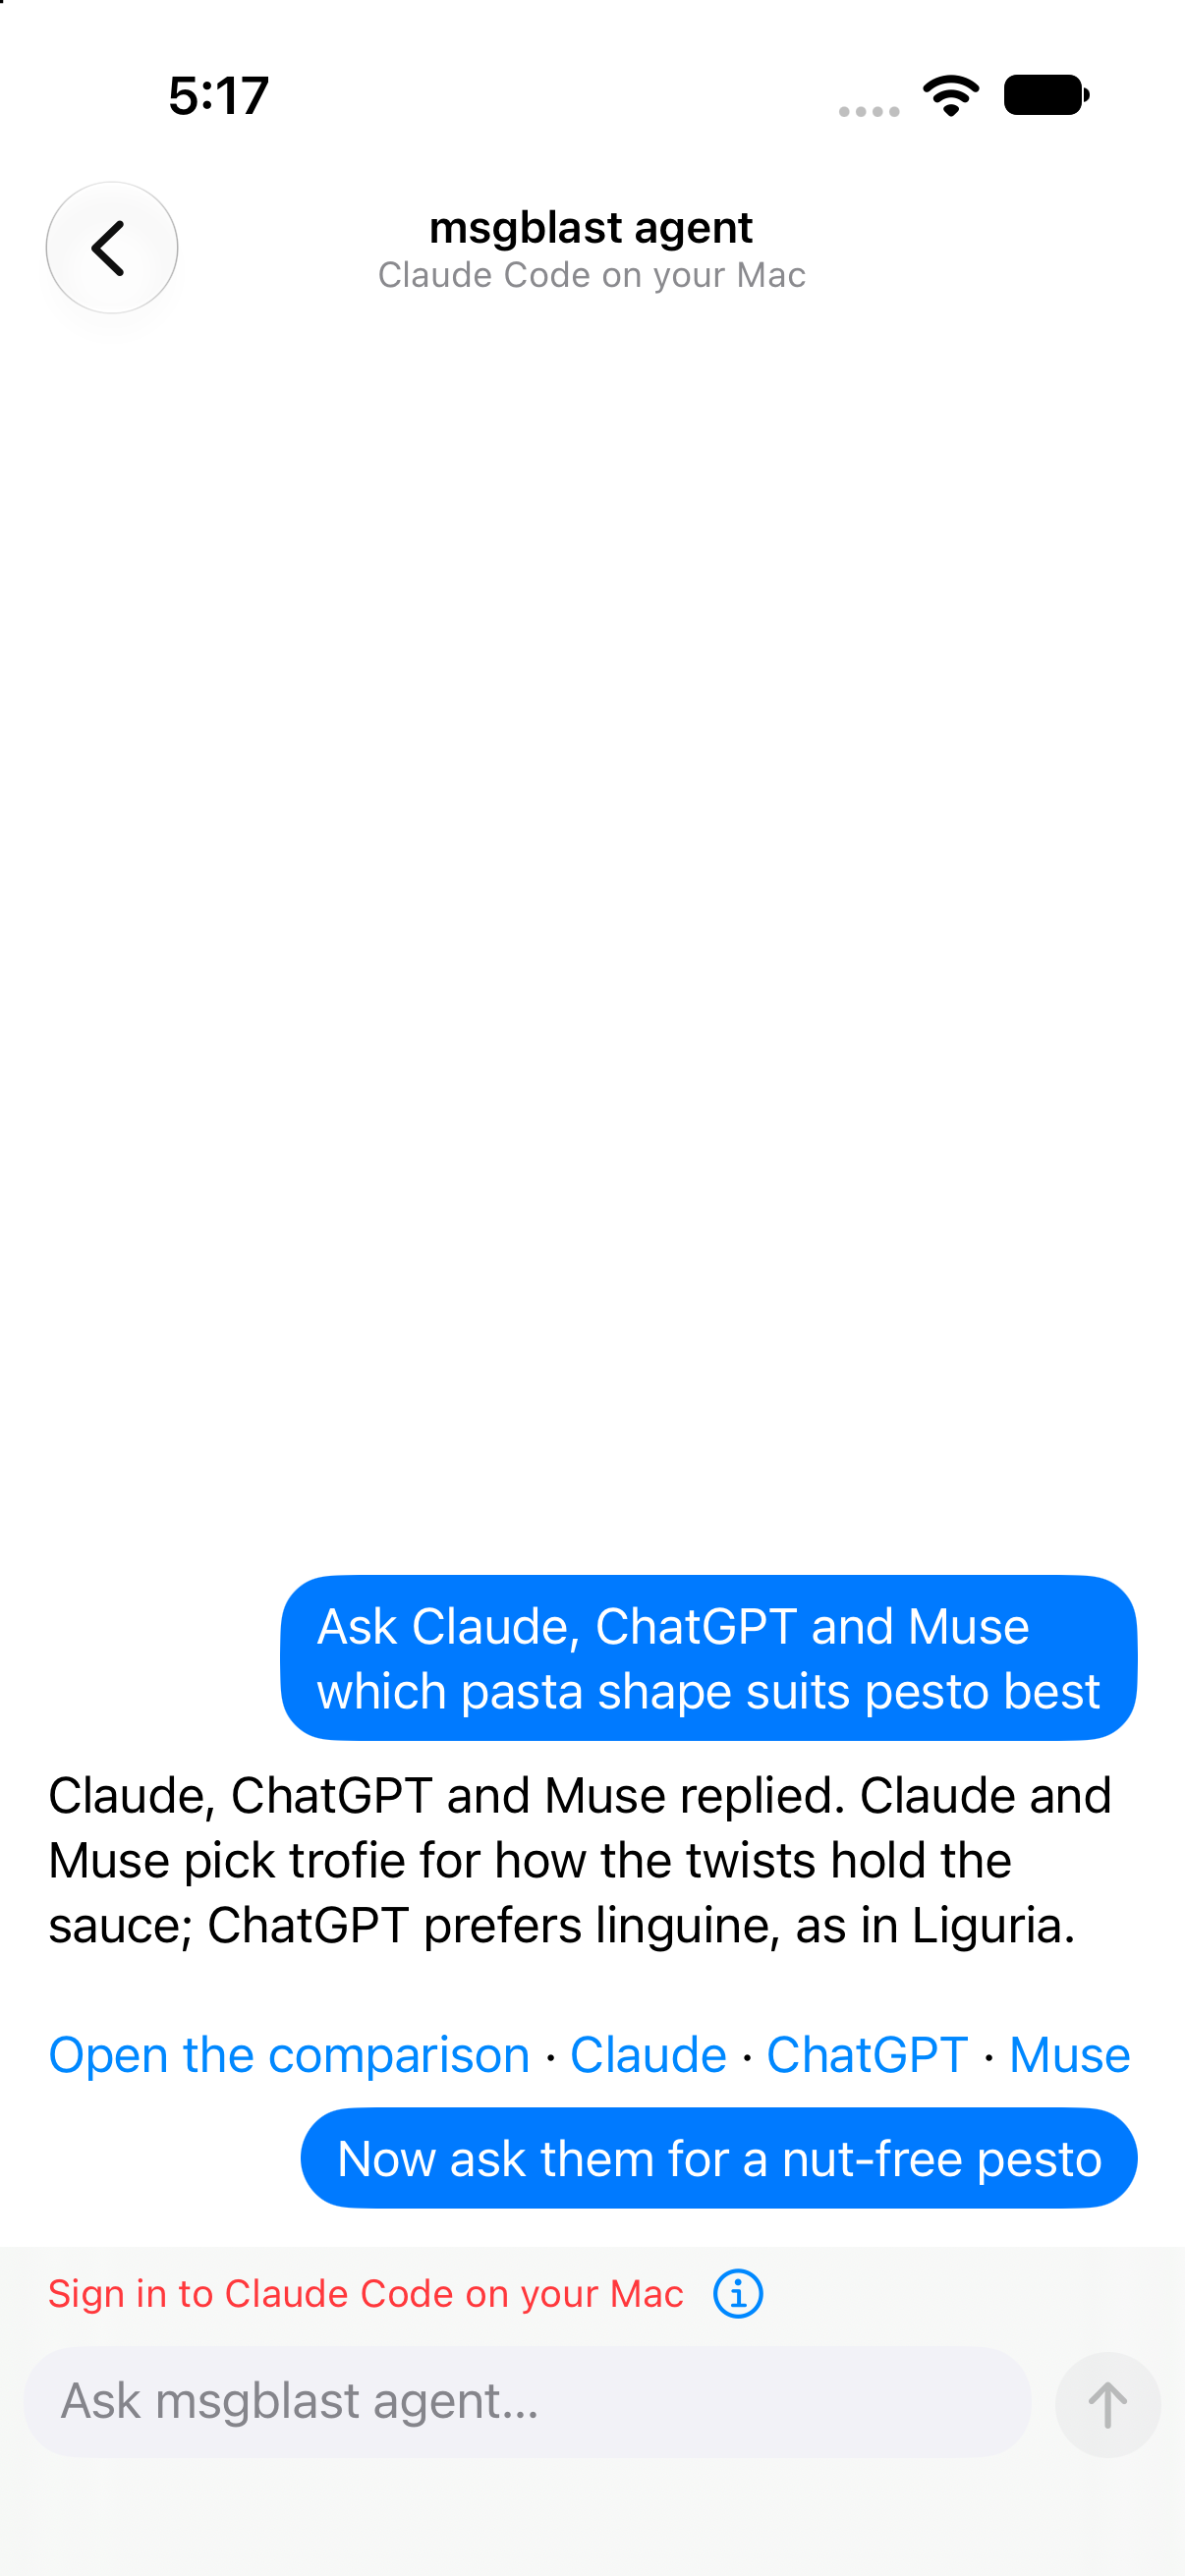 5:17
msgblast agent
Claude Code on your Mac
Ask Claude, ChatGPT and Muse
which pasta shape suits pesto best
Claude, ChatGPT and Muse replied. Claude and
Muse pick trofie for how the twists hold the
sauce; ChatGPT prefers linguine, as in Liguria.
Open the comparison · Claude · ChatGPT · Muse
Now ask them for a nut-free pesto
Sign in to Claude Code on your Mac
Ask msgblast agent...